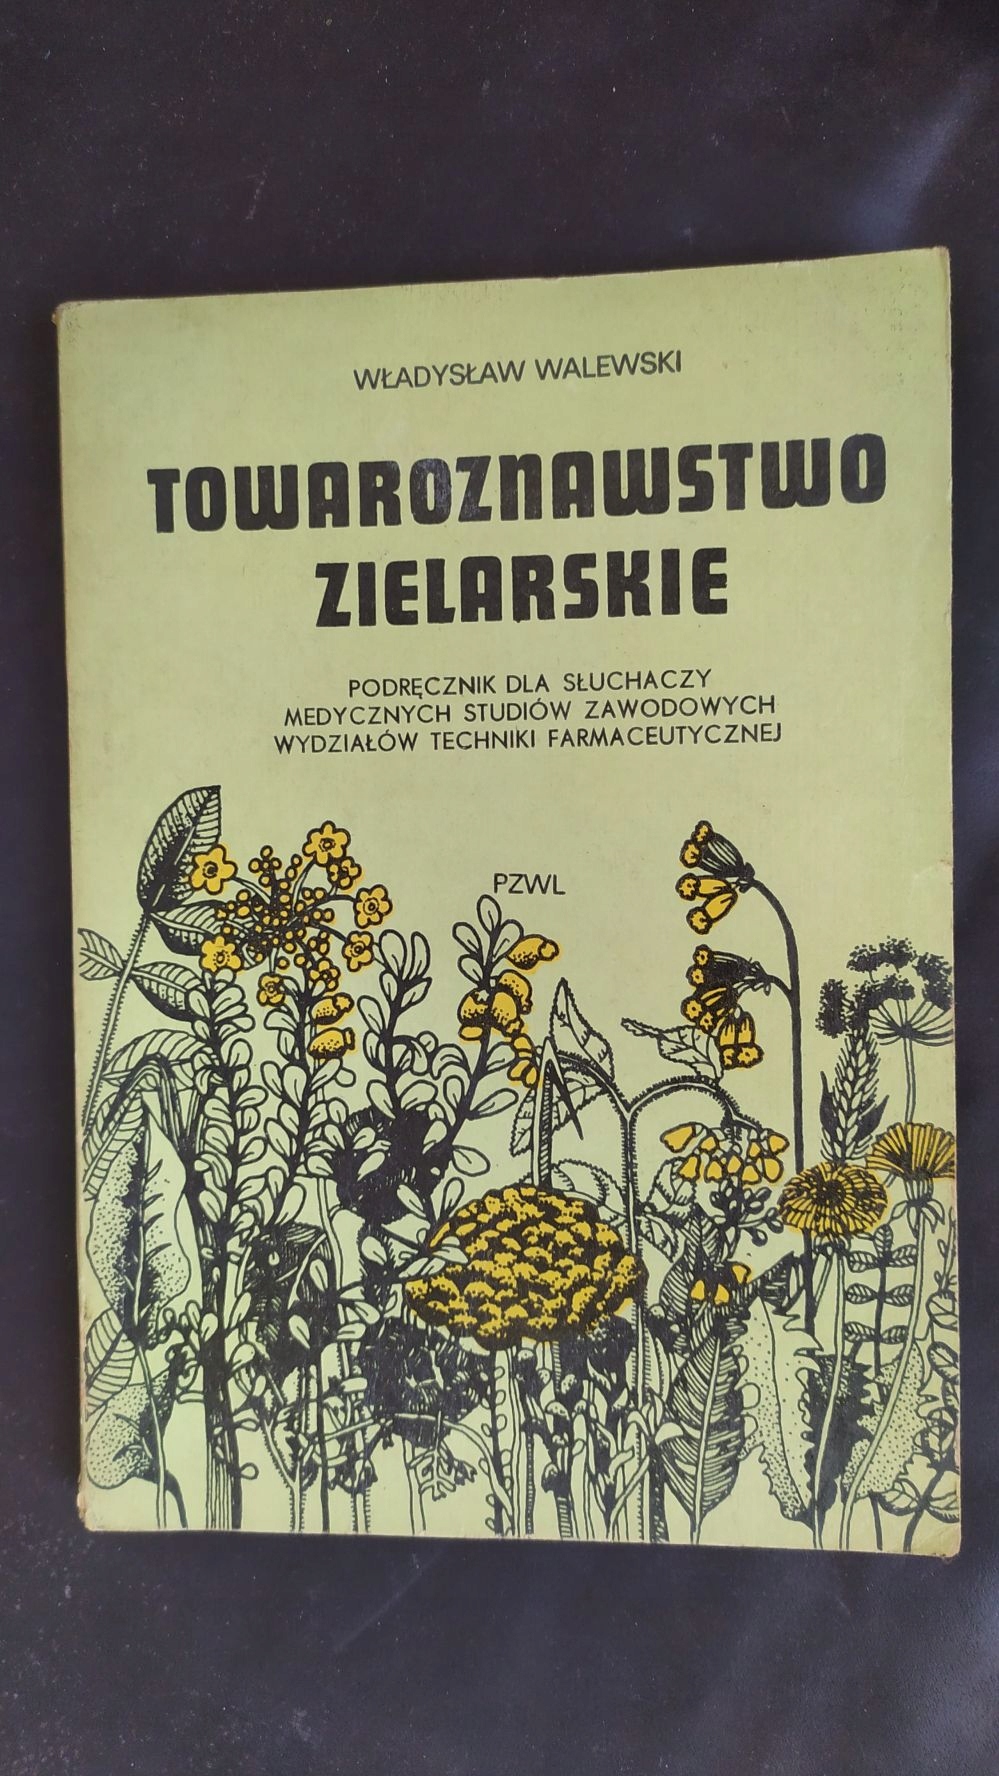 WŁADYSŁAW WALEWSKI
TOWAROZNAWSTWO
ZIELARSKIE
PODRĘCZNIK DLA SŁUCHACZY
MEDYCZNYCH STUDIÓW ZAWODOWYCH
WYDZIAŁÓW TECHNIKI FARMACEUTYCZNEJ
PZWL